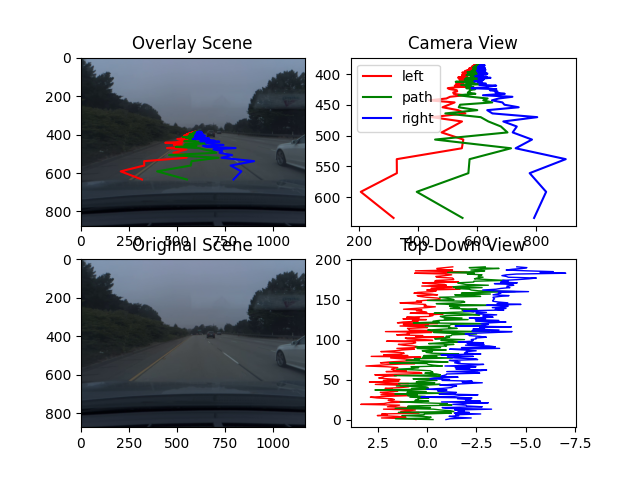 Overlay Scene
0
200
400
600
800
0 250 500 750 1000
Camera View
400
450
500
550
600
200 400 600 800
left
path
right
Original Scene
0
200
400
600
800
0 250 500 750 1000
Top-Down View
200
150
100
50
0
2.5 0.0 −2.5 −5.0 −7.5